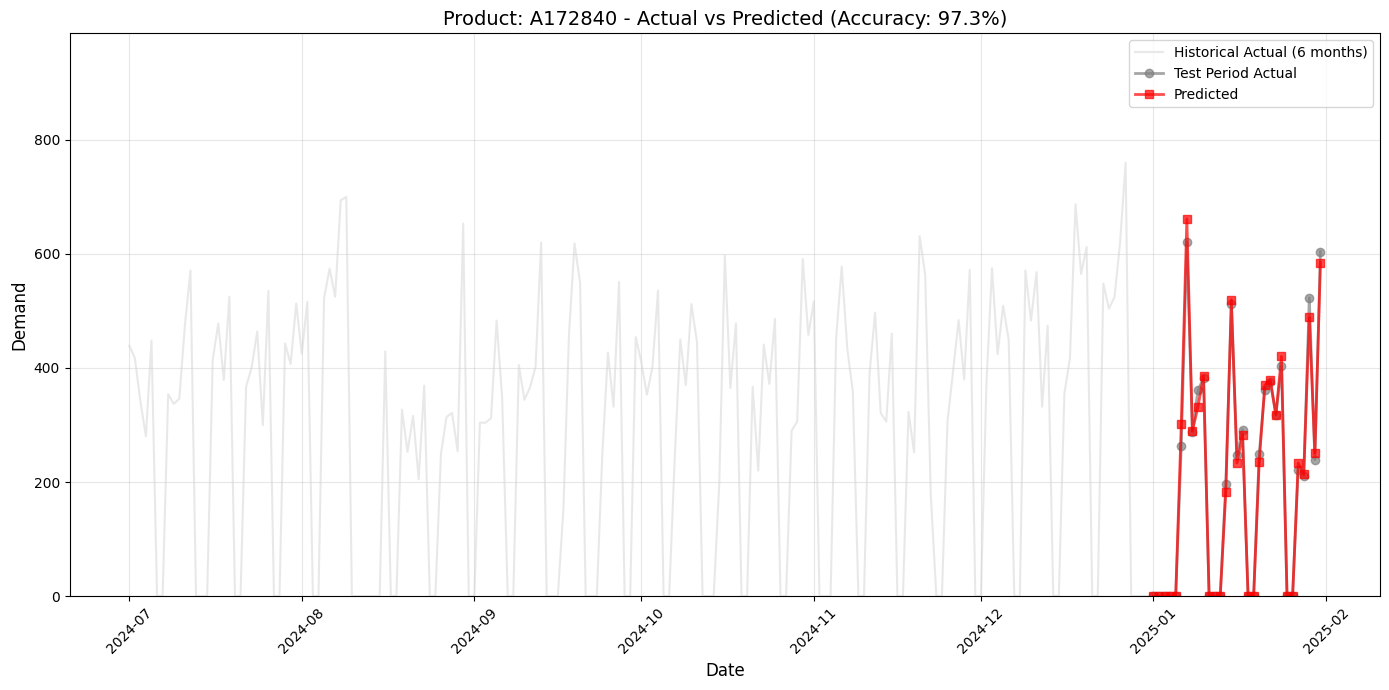 Product: A172840 - Actual vs Predicted (Accuracy: 97.3%)
Historical Actual (6 months)
Test Period Actual
Predicted
Demand
800
600
400
200
0
2024-07
2024-08
2024-09
2024-10
2024-11
2024-12
2025-01
2025-02
Date